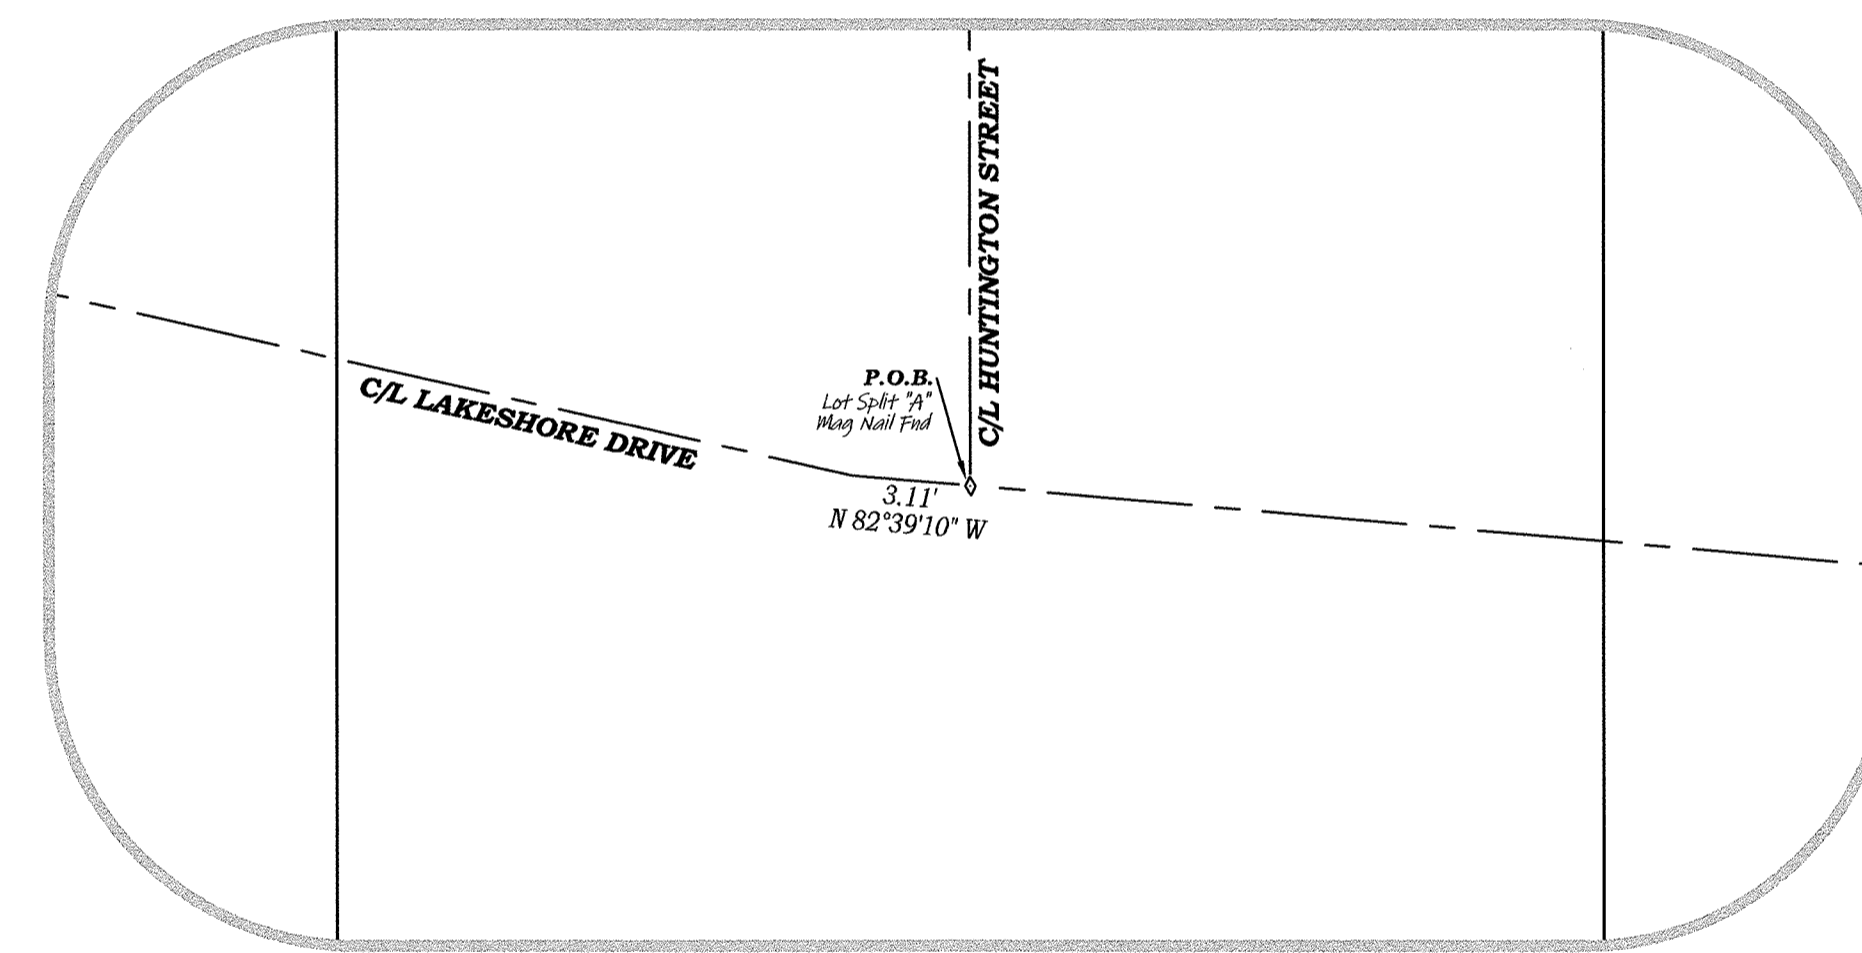 C/L HUNTINGTON STREET
P.O.B.
Lot Split "A"
Mag Nail Fnd
C/L LAKESHORE DRIVE
3.11'
N 82°39'10" W